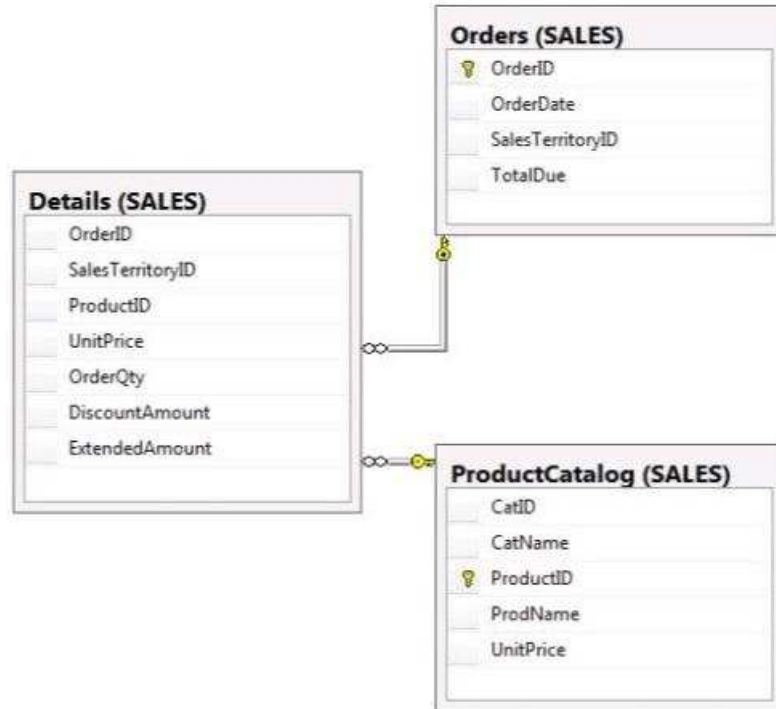 Orders (SALES)
OrderID
OrderDate
SalesTerritoryID
TotalDue
Details (SALES)
OrderID
SalesTerritoryID
ProductID
UnitPrice
OrderQty
DiscountAmount
ExtendedAmount
ProductCatalog (SALES)
CatID
CatName
ProductID
ProdName
UnitPrice